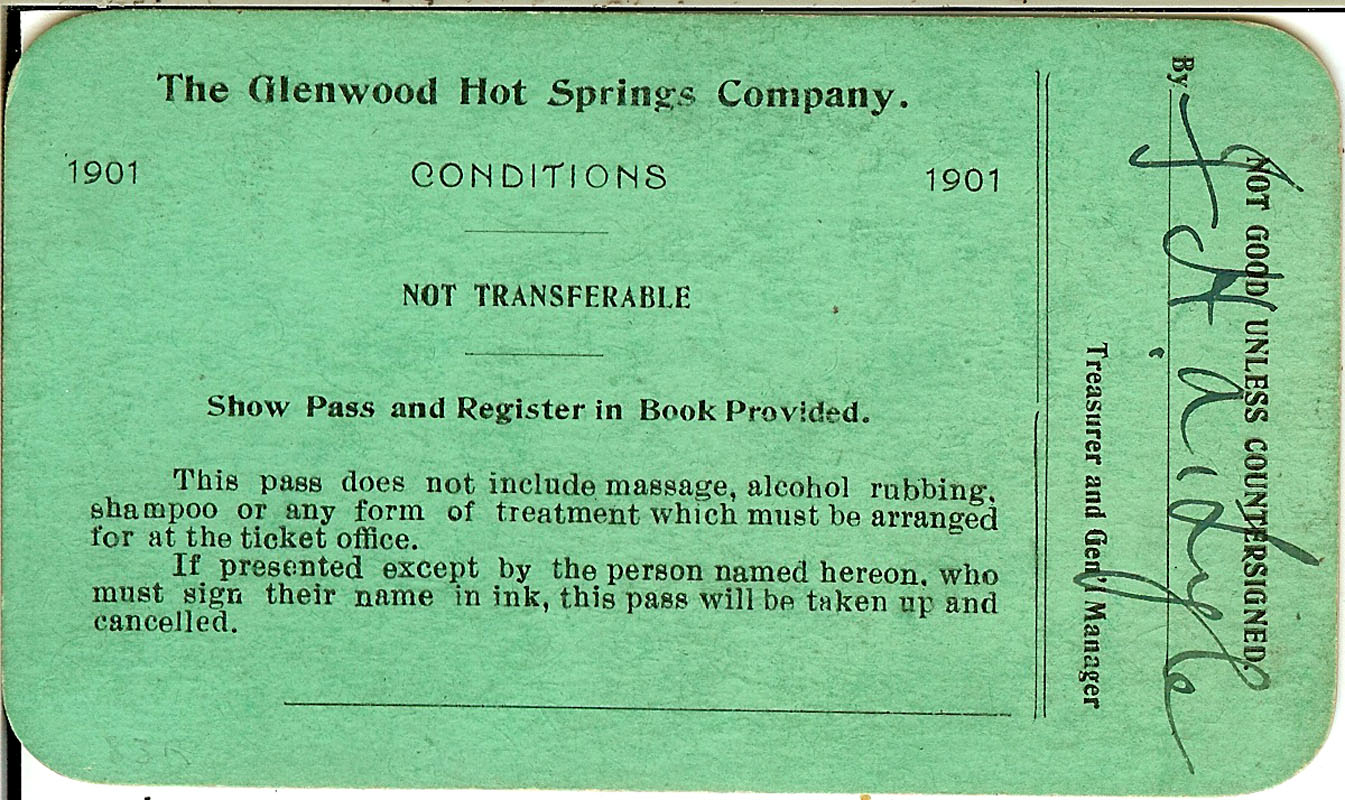 The Glenwood Hot Springs Company.
1901 CONDITIONS 1901
NOT TRANSFERABLE
Show Pass and Register in Book Provided.
This pass does not include massage, alcohol rubbing,
shampoo or any form of treatment which must be arranged
for at the ticket office.
If presented except by the person named hereon, who
must sign their name in ink, this pass will be taken up and
cancelled.
NOT GOOD UNLESS COUNTERSIGNED.
By
Treasurer and Gen'l Manager